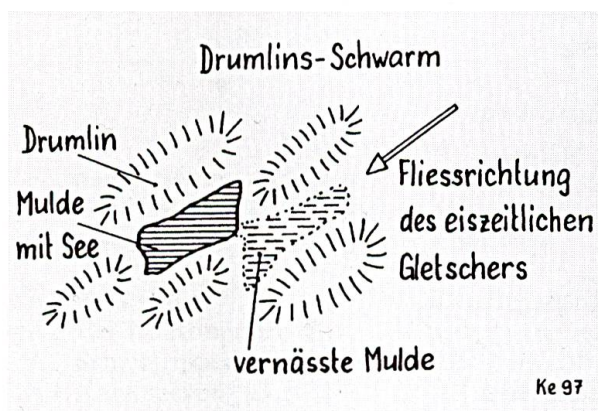 Drumlins-Schwarm
Drumlin
Mulde
mit See
Fliessrichtung
des eiszeitlichen
Gletschers
vernässte Mulde
Ke 97